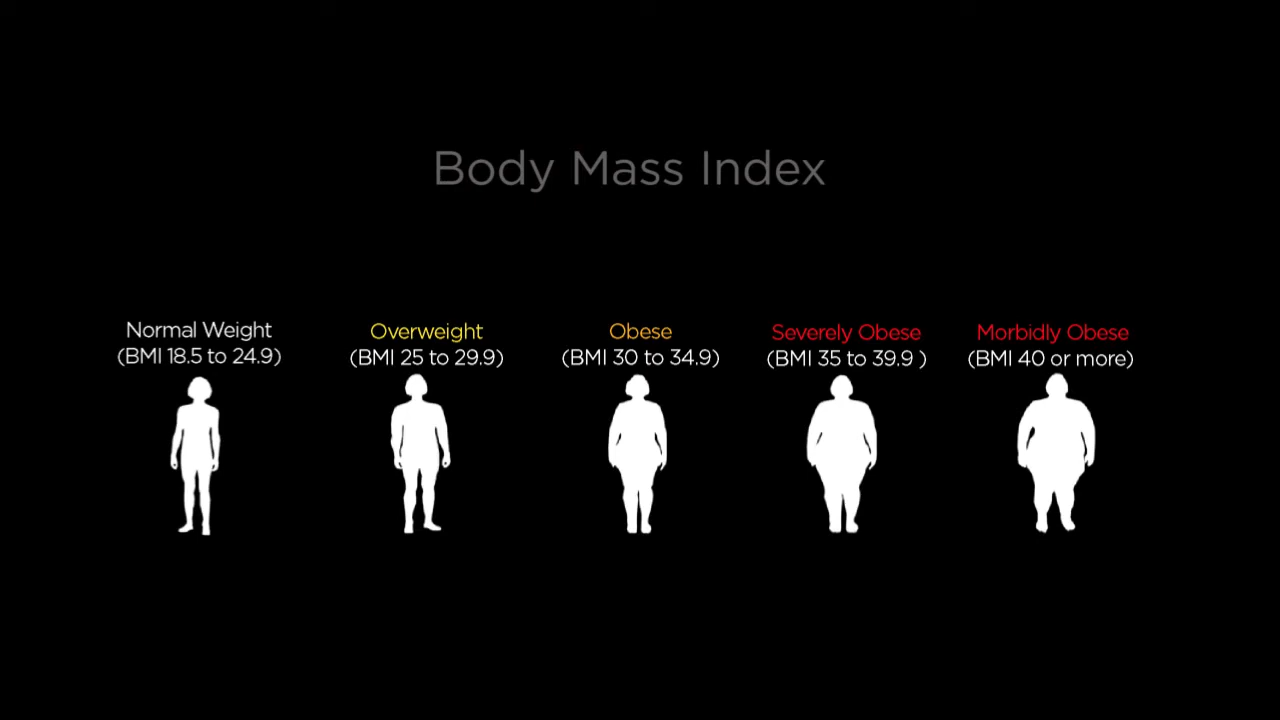 Body Mass Index
Normal Weight
(BMI 18.5 to 24.9)
Overweight
(BMI 25 to 29.9)
Obese
(BMI 30 to 34.9)
Severely Obese
(BMI 35 to 39.9 )
Morbidly Obese
(BMI 40 or more)